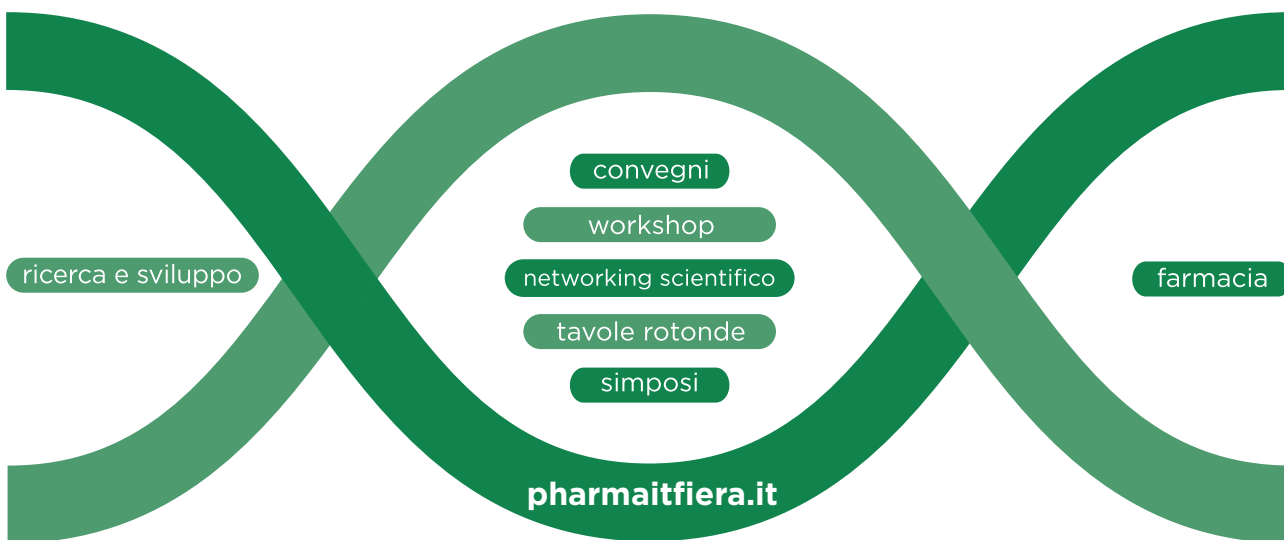 ricerca e sviluppo
convegni
workshop
networking scientifico
tavole rotonde
simposi
farmacia
pharmaitfiera.it